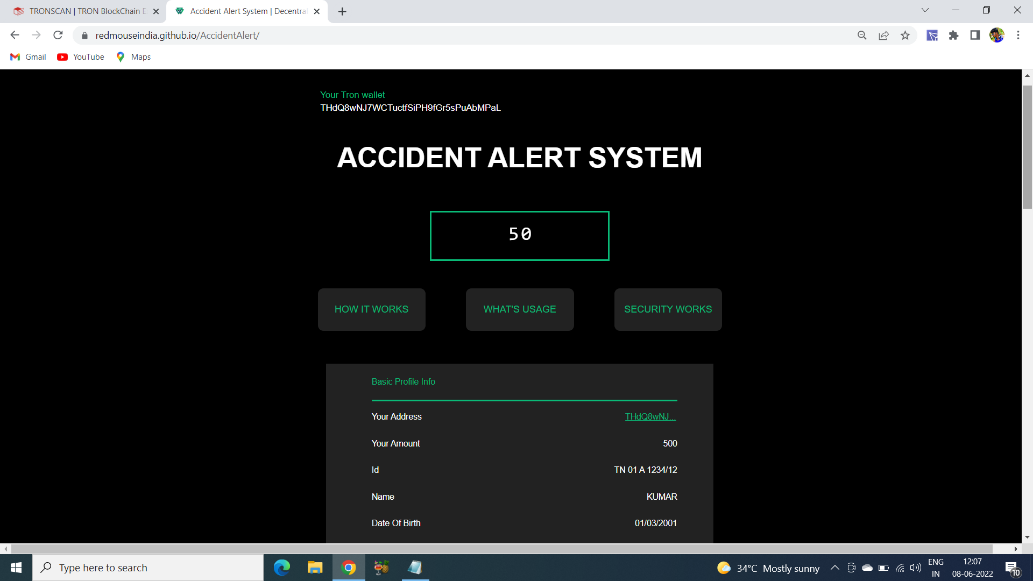 TRONSCAN | TRON BlockChain E
Accident Alert System | Decentra
redmouseindia.github.io/AccidentAlert/
Gmail
YouTube
Maps
Your Tron wallet
THdQ8wNJ7WCTuctfSiPH9fGr5sPuAbMPaL
ACCIDENT ALERT SYSTEM
50
HOW IT WORKS
WHAT'S USAGE
SECURITY WORKS
Basic Profile Info
Your Address THdQ8wNJ...
Your Amount 500
Id TN 01 A 1234/12
Name KUMAR
Date Of Birth 01/03/2001
Type here to search
34°C Mostly sunny
ENG
IN
12:07
08-06-2022
10